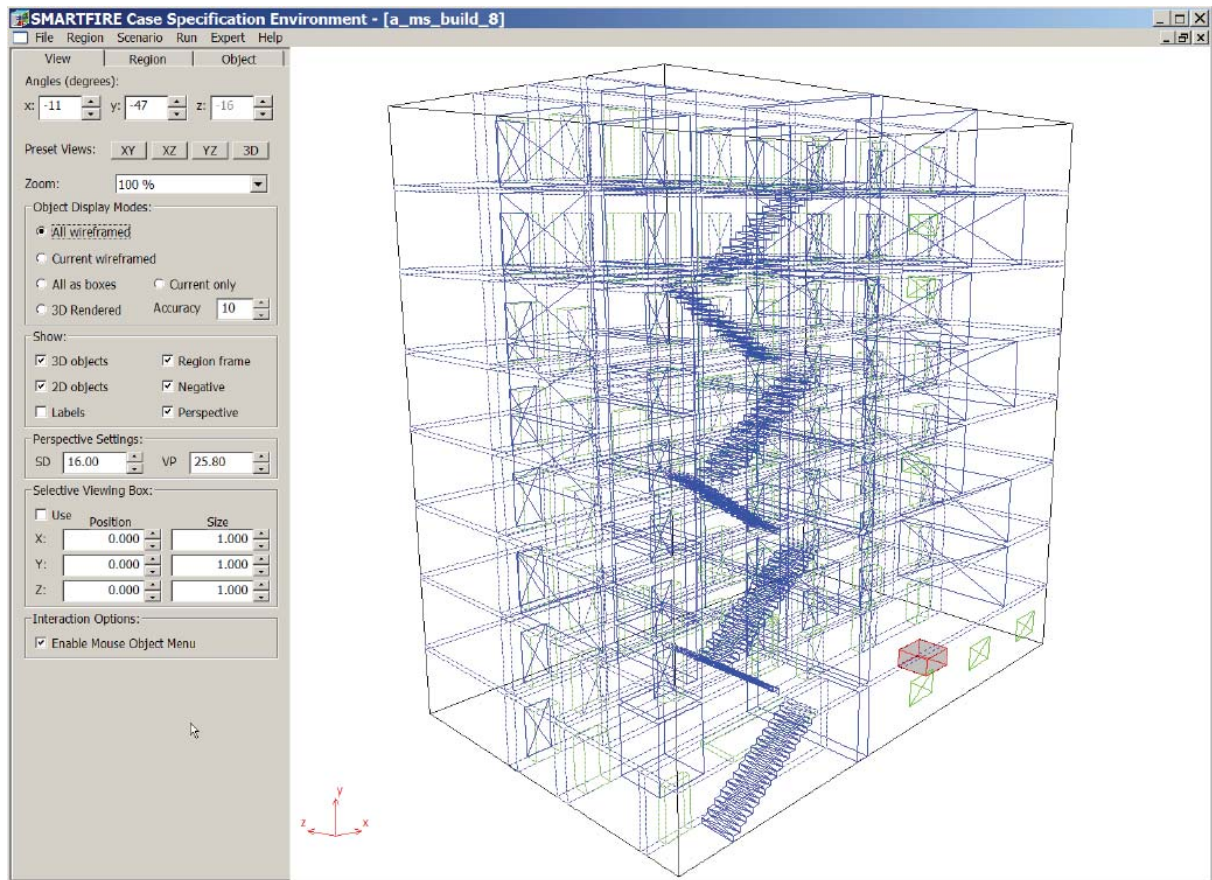 SMARTFIRE Case Specification Environment - [a_ms_build_8]
File Region Scenario Run Expert Help
View Region Object
Angles (degrees):
x: -11 y: -47 z: -16
Preset Views: XY XZ YZ 3D
Zoom: 100 %
Object Display Modes:
All wireframed
Current wireframed
All as boxes Current only
3D Rendered Accuracy 10
Show:
3D objects Region frame
2D objects Negative
Labels Perspective
Perspective Settings:
SD 16.00 VP 25.80
Selective Viewing Box:
Use Position Size
X: 0.000 1.000
Y: 0.000 1.000
Z: 0.000 1.000
Interaction Options:
Enable Mouse Object Menu
y
z x